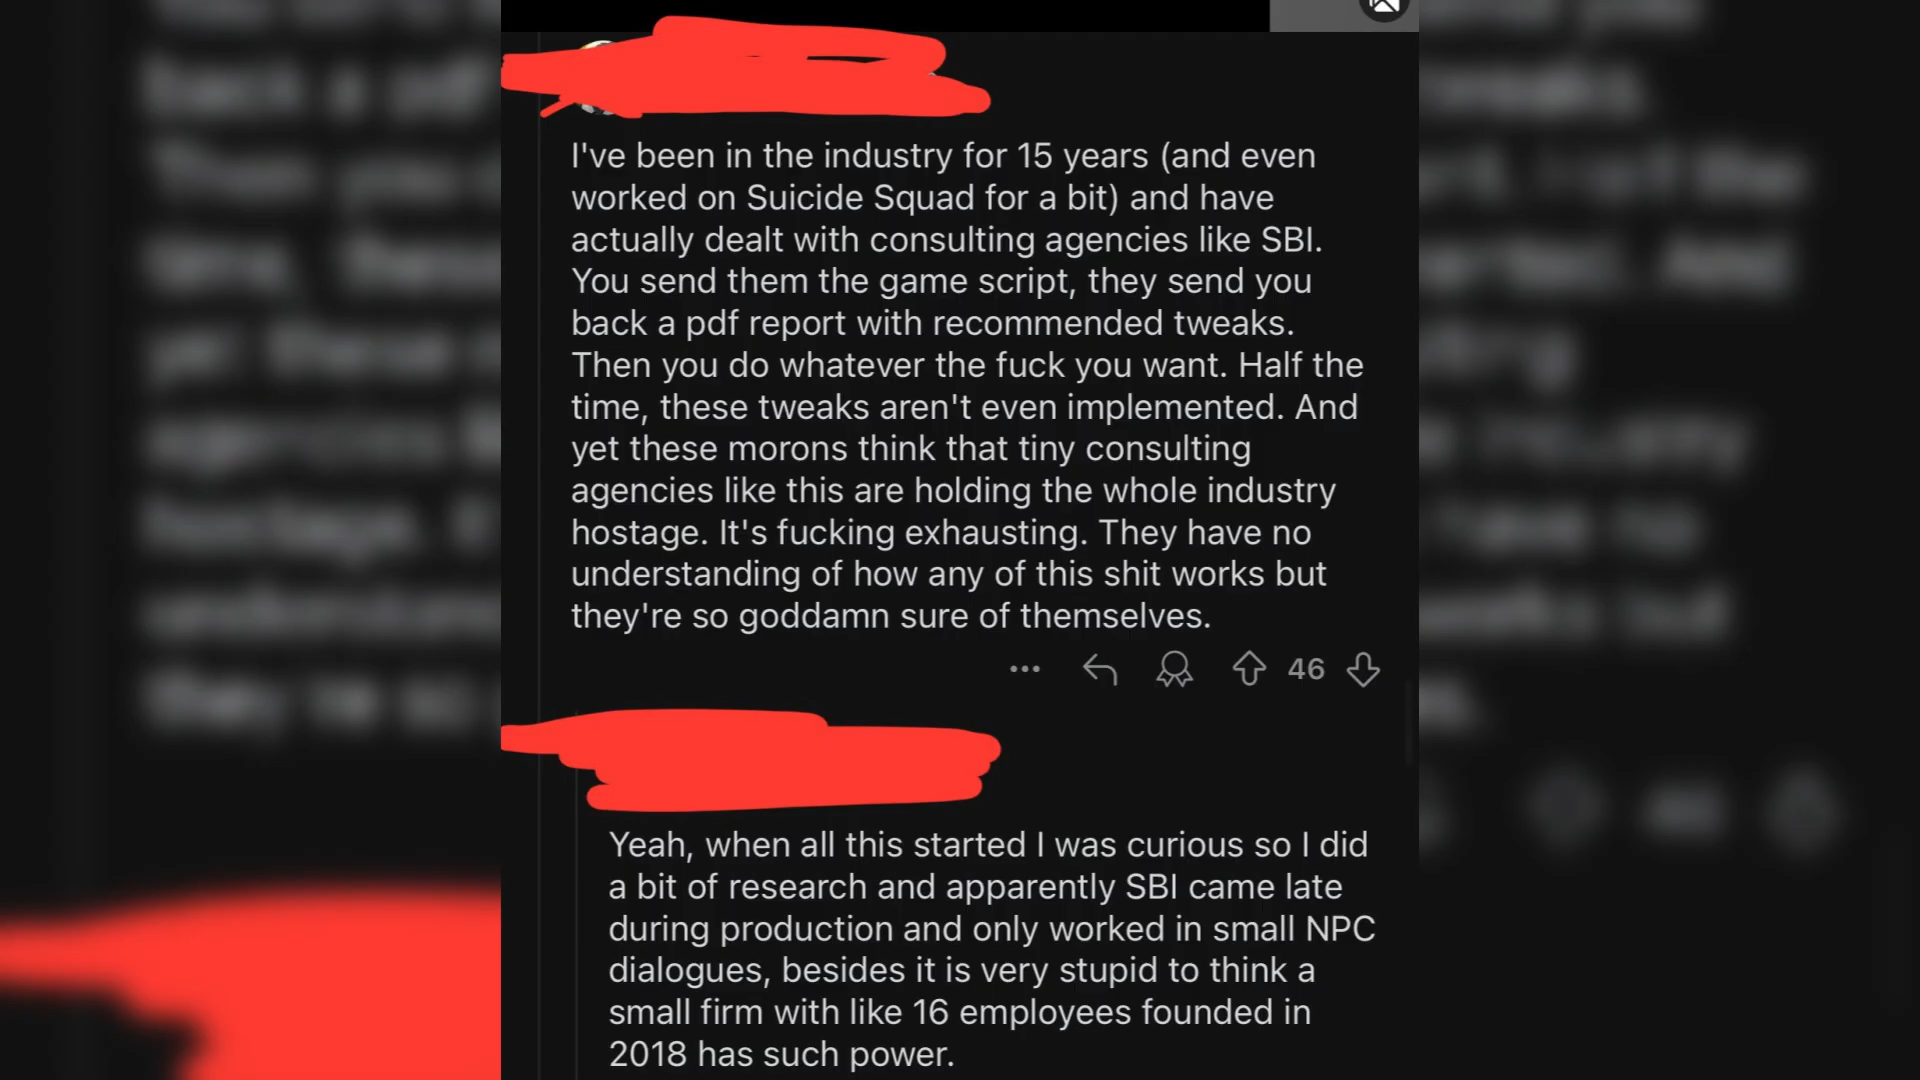 I've been in the industry for 15 years (and even
worked on Suicide Squad for a bit) and have
actually dealt with consulting agencies like SBI.
You send them the game script, they send you
back a pdf report with recommended tweaks.
Then you do whatever the fuck you want. Half the
time, these tweaks aren't even implemented. And
yet these morons think that tiny consulting
agencies like this are holding the whole industry
hostage. It's fucking exhausting. They have no
understanding of how any of this shit works but
they're so goddamn sure of themselves.
46
Yeah, when all this started I was curious so I did
a bit of research and apparently SBI came late
during production and only worked in small NPC
dialogues, besides it is very stupid to think a
small firm with like 16 employees founded in
2018 has such power.